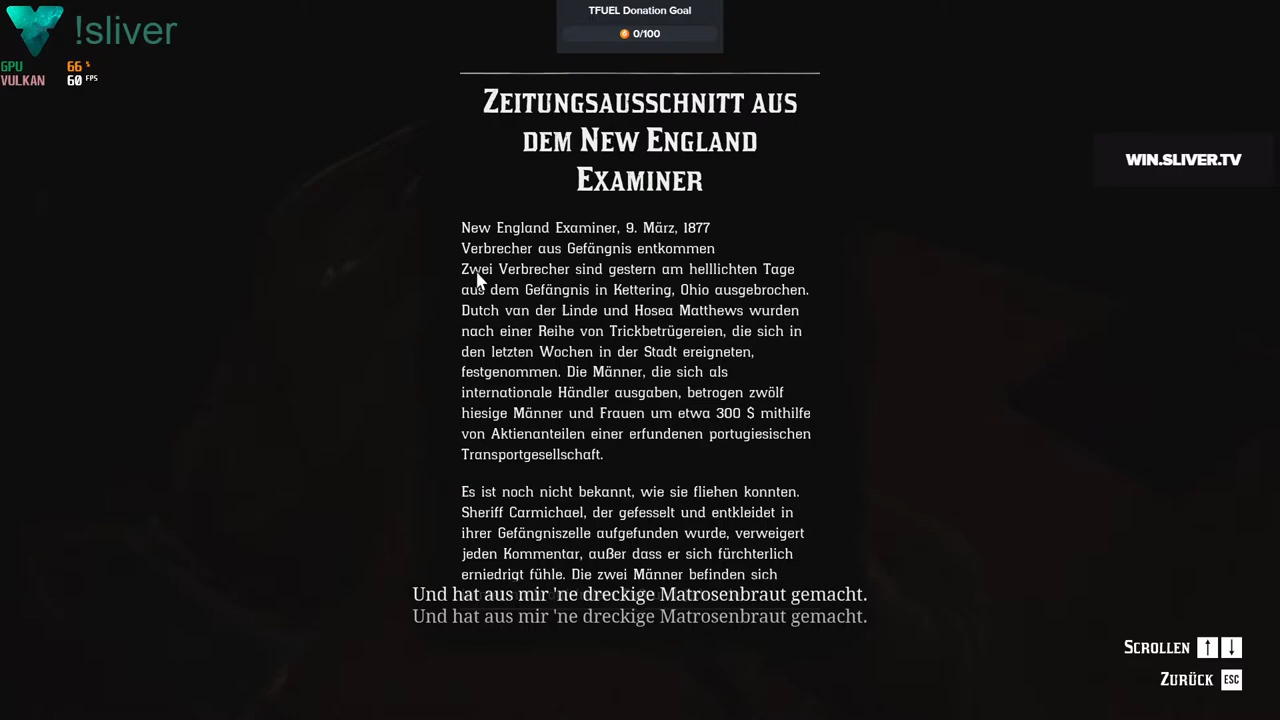 !sliver
TFUEL Donation Goal
0/100
GPU 66 %
VULKAN 60 FPS
WIN.SLIVER.TV
ZEITUNGSAUSSCHNITT AUS
DEM NEW ENGLAND
EXAMINER
New England Examiner, 9. März, 1877
Verbrecher aus Gefängnis entkommen
Zwei Verbrecher sind gestern am helllichten Tage
aus dem Gefängnis in Kettering, Ohio ausgebrochen.
Dutch van der Linde und Hosea Matthews wurden
nach einer Reihe von Trickbetrügereien, die sich in
den letzten Wochen in der Stadt ereigneten,
festgenommen. Die Männer, die sich als
internationale Händler ausgaben, betrogen zwölf
hiesige Männer und Frauen um etwa 300 $ mithilfe
von Aktienanteilen einer erfundenen portugiesischen
Transportgesellschaft.
Es ist noch nicht bekannt, wie sie fliehen konnten.
Sheriff Carmichael, der gefesselt und entkleidet in
ihrer Gefängniszelle aufgefunden wurde, verweigert
jeden Kommentar, außer dass er sich fürchterlich
erniedrigt fühle. Die zwei Männer befinden sich
Und hat aus mir 'ne dreckige Matrosenbraut gemacht.
Und hat aus mir 'ne dreckige Matrosenbraut gemacht.
SCROLLEN ↑ ↓
ZURÜCK ESC